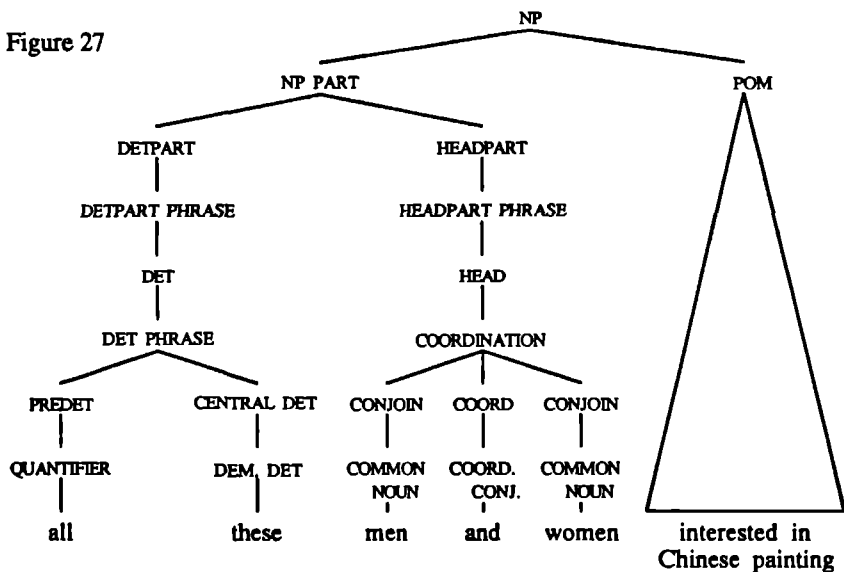 NP
Figure 27
NP PART POM
DETPART HEADPART
DETPART PHRASE HEADPART PHRASE
DET HEAD
DET PHRASE COORDINATION
PREDET CENTRAL DET CONJOIN COORD CONJOIN
QUANTIFIER DEM. DET COMMON NOUN COORD. CONJ. COMMON NOUN
all these men and women interested in
Chinese painting